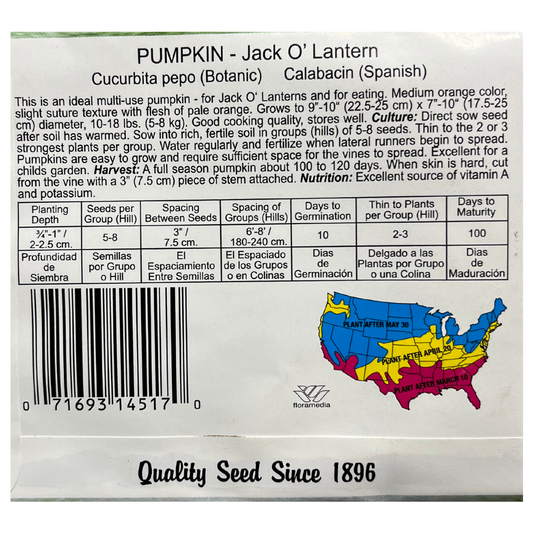 PUMPKIN - Jack O' Lantern
Cucurbita pepo (Botanic) Calabacin (Spanish)
This is an ideal multi-use pumpkin - for Jack O' Lanterns and for eating. Medium orange color,
slight suture texture with flesh of pale orange. Grows to 9"-10" (22.5-25 cm) x 7"-10" (17.5-25
cm) diameter, 10-18 lbs. (5-8 kg). Good cooking quality, stores well. Culture: Direct sow seed
after soil has warmed. Sow into rich, fertile soil in groups (hills) of 5-8 seeds. Thin to the 2 or 3
strongest plants per group. Water regularly and fertilize when lateral runners begin to spread.
Pumpkins are easy to grow and require sufficient space for the vines to spread. Excellent for a
childs garden. Harvest: A full season pumpkin about 100 to 120 days. When skin is hard, cut
from the vine with a 3" (7.5 cm) piece of stem attached. Nutrition: Excellent source of vitamin A
and potassium.
Planting Depth Seeds per Group (Hill) Spacing Between Seeds Spacing of Groups (Hills) Days to Germination Thin to Plants per Group (Hill) Days to Maturity
¾"-1" / 2-2.5 cm. 5-8 3" / 7.5 cm. 6'-8' / 180-240 cm. 10 2-3 100
Profundidad de Siembra Semillas por Grupo o Hill El Espaciamiento Entre Semillas El Espaciado de los Grupos o en Colinas Dias de Germinación Delgado a las Plantas por Grupo o una Colina Dias de Maduración
PLANT AFTER MAY 30
PLANT AFTER APRIL 20
PLANT AFTER MARCH 10
floramedia
0 71693 14517 0
Quality Seed Since 1896